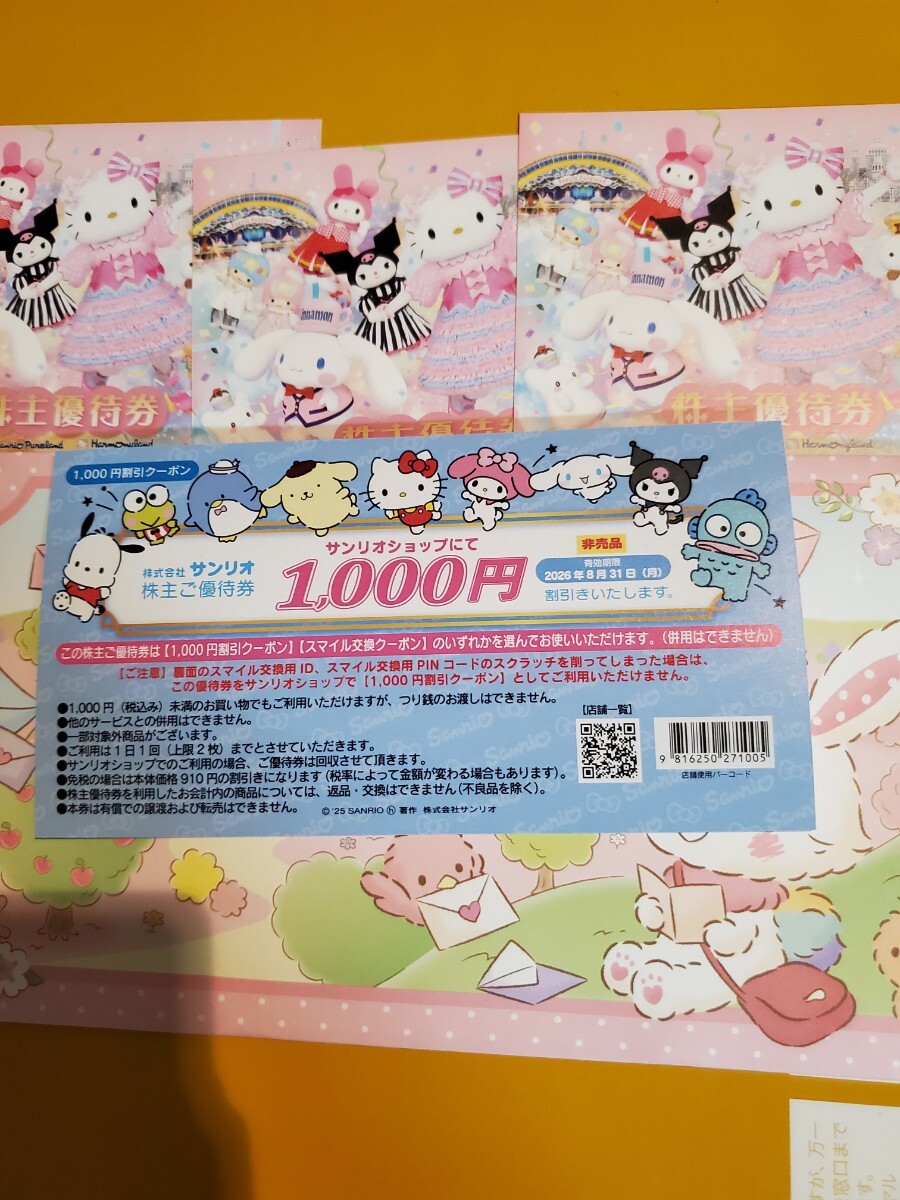 Cinnamon
株主優待券
Sanrio Puroland
Harmonyland
innamon
株主優待券
株主優待券
Harmonyland
1,000円割引クーポン
株式会社 サンリオ
株主ご優待券
サンリオショップにて
1,000円
非売品
有効期限
2026年8月31日（月）
割引きいたします。
この株主ご優待券は【1,000円割引クーポン】【スマイル交換クーポン】のいずれかを選んでお使いいただけます。（併用はできません）
【ご注意】裏面のスマイル交換用ID、スマイル交換用PINコードのスクラッチを削ってしまった場合は、
この優待券をサンリオショップで【1,000円割引クーポン】としてご利用いただけません。
●1,000円（税込み）未満のお買い物でもご利用いただけますが、つり銭のお渡しはできません。
●他のサービスとの併用はできません。
●一部対象外商品がございます。
●ご利用は1日1回（上限2枚）までとさせていただきます。
●サンリオショップでのご利用の場合、ご優待券は回収させて頂きます。
●免税の場合は本体価格910円の割引きになります（税率によって金額が変わる場合もあります）。
●株主優待券を利用したお会計内の商品については、返品・交換はできません（不良品を除く）。
●本券は有償での譲渡および転売はできません。
© '25 SANRIO ⓗ 著作 株式会社サンリオ
【店舗一覧】
9 816250 271005
店舗使用バーコード
が、万一
窓口まで
す。